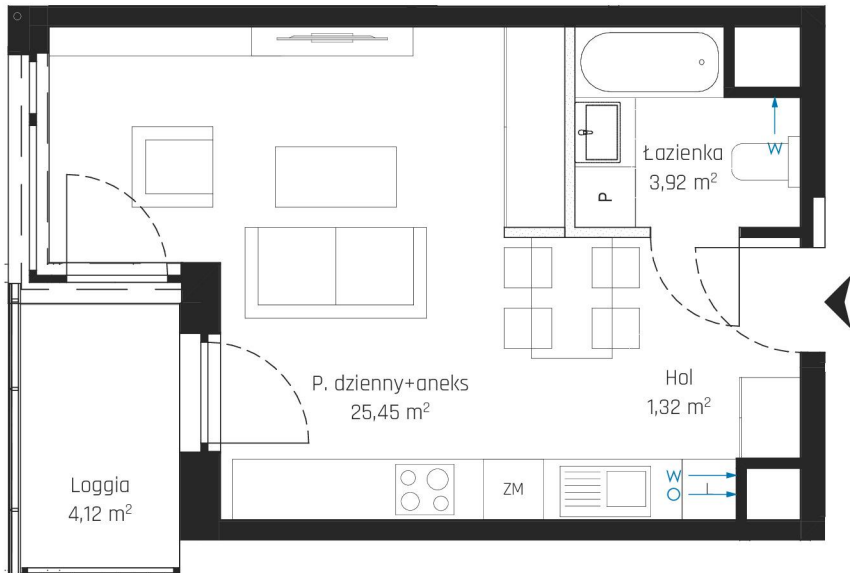 W
Łazienka
3,92 m²
P
P. dzienny+aneks
25,45 m²
Hol
1,32 m²
Loggia
4,12 m²
ZM
W
O
L